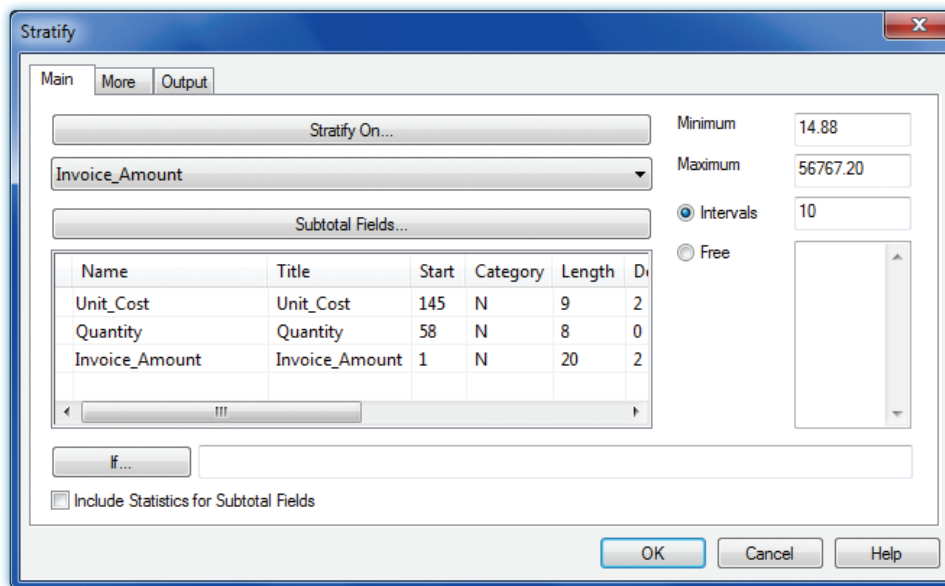 Stratify
Main More Output
Stratify On...
Invoice_Amount
Subtotal Fields...
Name Title Start Category Length
Unit_Cost Unit_Cost 145 N 9 2
Quantity Quantity 58 N 8 0
Invoice_Amount Invoice_Amount 1 N 20 2
If...
Include Statistics for Subtotal Fields
Minimum 14.88
Maximum 56767.20
Intervals 10
Free
OK Cancel Help